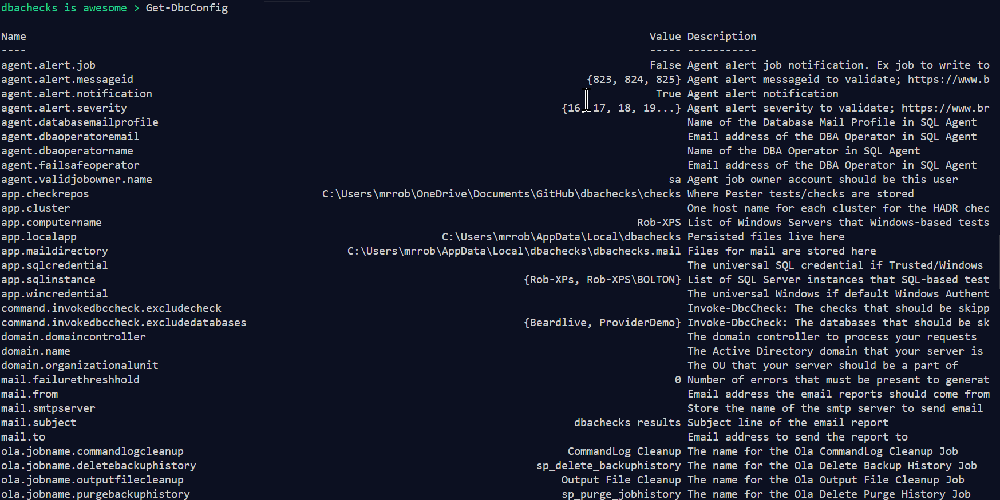 dbachecks is awesome > Get-DbcConfig
Name Value Description
---- ----- -----------
agent.alert.job False Agent alert job notification. Ex job to write to
agent.alert.messageid {823, 824, 825} Agent alert messageid to validate; https://www.b
agent.alert.notification True Agent alert notification
agent.alert.severity {16, 17, 18, 19...} Agent alert severity to validate; https://www.br
agent.databasemailprofile Name of the Database Mail Profile in SQL Agent
agent.dbaoperatoremail Email address of the DBA Operator in SQL Agent
agent.dbaoperatorname Name of the DBA Operator in SQL Agent
agent.failsafeoperator Email address of the DBA Operator in SQL Agent
agent.validjobowner.name sa Agent job owner account should be this user
app.checkrepos C:\Users\mrrob\OneDrive\Documents\GitHub\dbachecks\checks Where Pester tests/checks are stored
app.cluster One host name for each cluster for the HADR chec
app.computername Rob-XPS List of Windows Servers that Windows-based tests
app.localapp C:\Users\mrrob\AppData\Local\dbachecks Persisted files live here
app.maildirectory C:\Users\mrrob\AppData\Local\dbachecks\dbachecks.mail Files for mail are stored here
app.sqlcredential The universal SQL credential if Trusted/Windows
app.sqlinstance {Rob-XPs, Rob-XPS\BOLTON} List of SQL Server instances that SQL-based test
app.wincredential The universal Windows if default Windows Authent
command.invokedbccheck.excludecheck Invoke-DbcCheck: The checks that should be skipp
command.invokedbccheck.excludedatabases {Beardlive, ProviderDemo} Invoke-DbcCheck: The databases that should be sk
domain.domaincontroller The domain controller to process your requests
domain.name The Active Directory domain that your server is
domain.organizationalunit The OU that your server should be a part of
mail.failurethreshhold 0 Number of errors that must be present to generat
mail.from Email address the email reports should come from
mail.smtpserver Store the name of the smtp server to send email
mail.subject dbachecks results Subject line of the email report
mail.to Email address to send the report to
ola.jobname.commandlogcleanup CommandLog Cleanup The name for the Ola CommandLog Cleanup Job
ola.jobname.deletebackuphistory sp_delete_backuphistory The name for the Ola Delete Backup History Job
ola.jobname.outputfilecleanup Output File Cleanup The name for the Ola Output File Cleanup Job
ola.jobname.purgebackuphistory sp_purge_jobhistory The name for the Ola Delete Purge History Job